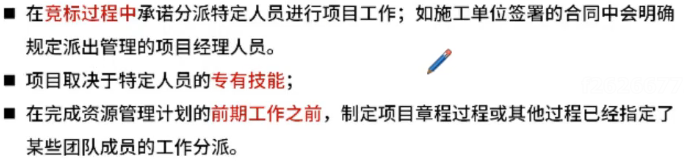 ■ 在竞标过程中承诺分派特定人员进行项目工作；如施工单位签署的合同中会明确
规定派出管理的项目经理人员。
■ 项目取决于特定人员的专有技能；
■ 在完成资源管理计划的前期工作之前，制定项目章程过程或其他过程已经指定了
某些团队成员的工作分派。